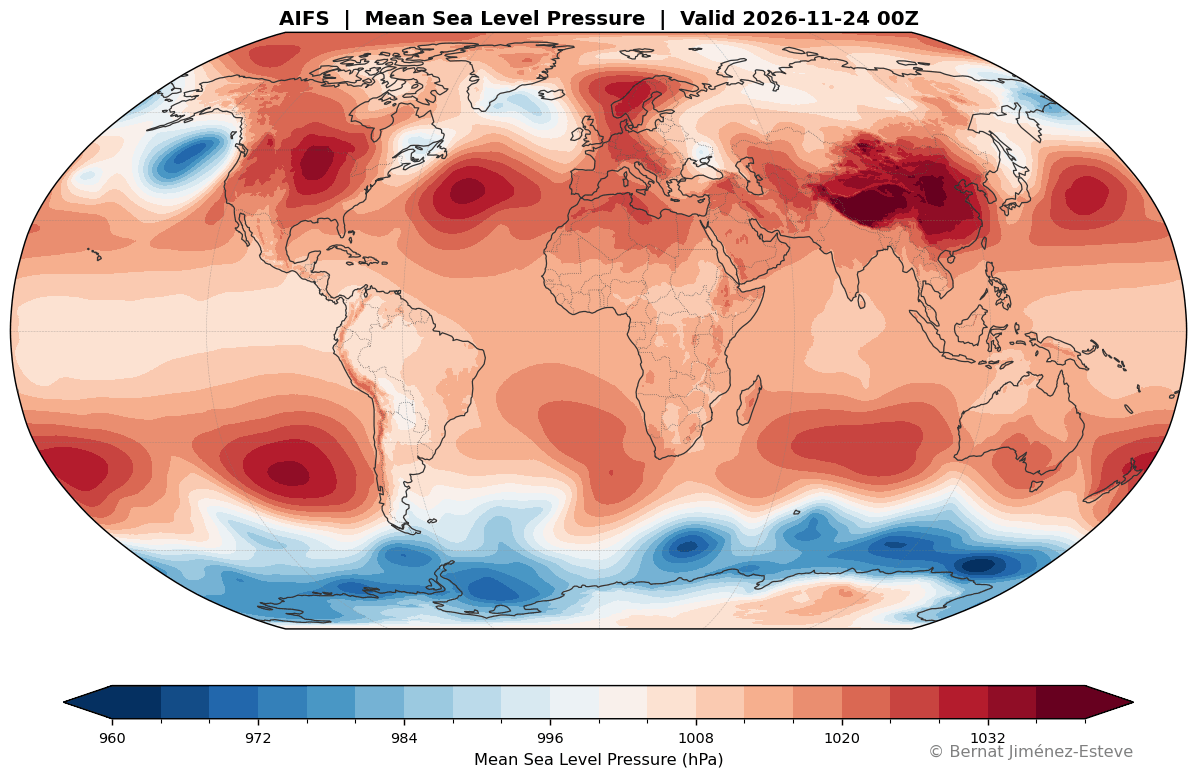 AIFS | Mean Sea Level Pressure | Valid 2026-11-24 00Z
960 972 984 996 1008 1020 1032
Mean Sea Level Pressure (hPa)
© Bernat Jiménez-Esteve